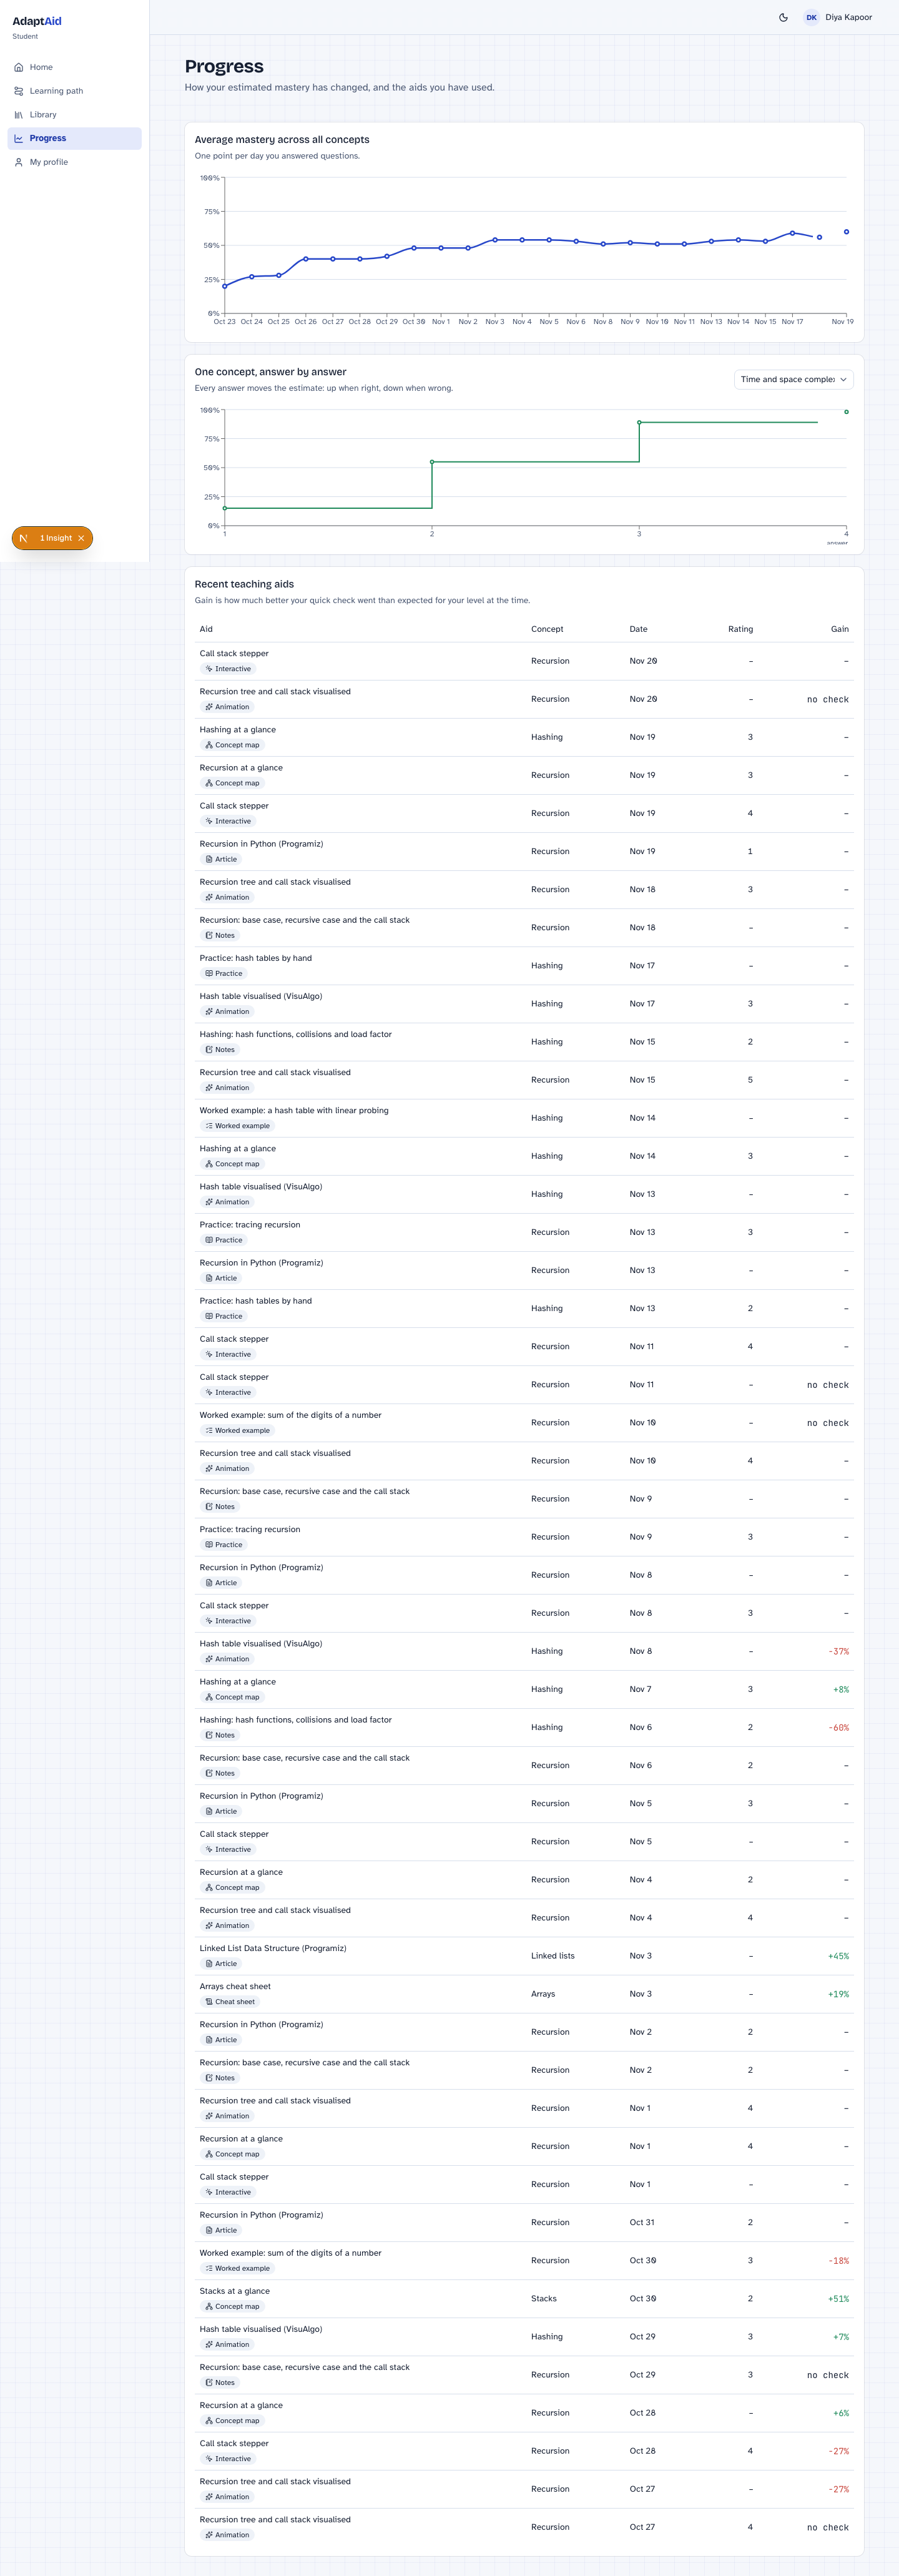 AdaptAid
Student
Home
Learning path
Library
Progress
My profile
1 Insight
DK Diya Kapoor
Progress
How your estimated mastery has changed, and the aids you have used.
Average mastery across all concepts
One point per day you answered questions.
100%
75%
50%
25%
0%
Oct 23 Oct 24 Oct 25 Oct 26 Oct 27 Oct 28 Oct 29 Oct 30 Nov 1 Nov 2 Nov 3 Nov 4 Nov 5 Nov 6 Nov 8 Nov 9 Nov 10 Nov 11 Nov 13 Nov 14 Nov 15 Nov 17 Nov 19
One concept, answer by answer
Every answer moves the estimate: up when right, down when wrong.
Time and space complex
100%
75%
50%
25%
0%
1 2 3 4
answer
Recent teaching aids
Gain is how much better your quick check went than expected for your level at the time.
Aid Concept Date Rating Gain
Call stack stepper
Interactive
Recursion Nov 20 – –
Recursion tree and call stack visualised
Animation
Recursion Nov 20 – no check
Hashing at a glance
Concept map
Hashing Nov 19 3 –
Recursion at a glance
Concept map
Recursion Nov 19 3 –
Call stack stepper
Interactive
Recursion Nov 19 4 –
Recursion in Python (Programiz)
Article
Recursion Nov 19 1 –
Recursion tree and call stack visualised
Animation
Recursion Nov 18 3 –
Recursion: base case, recursive case and the call stack
Notes
Recursion Nov 18 – –
Practice: hash tables by hand
Practice
Hashing Nov 17 – –
Hash table visualised (VisuAlgo)
Animation
Hashing Nov 17 3 –
Hashing: hash functions, collisions and load factor
Notes
Hashing Nov 15 2 –
Recursion tree and call stack visualised
Animation
Recursion Nov 15 5 –
Worked example: a hash table with linear probing
Worked example
Hashing Nov 14 – –
Hashing at a glance
Concept map
Hashing Nov 14 3 –
Hash table visualised (VisuAlgo)
Animation
Hashing Nov 13 – –
Practice: tracing recursion
Practice
Recursion Nov 13 3 –
Recursion in Python (Programiz)
Article
Recursion Nov 13 – –
Practice: hash tables by hand
Practice
Hashing Nov 13 2 –
Call stack stepper
Interactive
Recursion Nov 11 4 –
Call stack stepper
Interactive
Recursion Nov 11 – no check
Worked example: sum of the digits of a number
Worked example
Recursion Nov 10 – no check
Recursion tree and call stack visualised
Animation
Recursion Nov 10 4 –
Recursion: base case, recursive case and the call stack
Notes
Recursion Nov 9 – –
Practice: tracing recursion
Practice
Recursion Nov 9 3 –
Recursion in Python (Programiz)
Article
Recursion Nov 8 – –
Call stack stepper
Interactive
Recursion Nov 8 3 –
Hash table visualised (VisuAlgo)
Animation
Hashing Nov 8 – -37%
Hashing at a glance
Concept map
Hashing Nov 7 3 +8%
Hashing: hash functions, collisions and load factor
Notes
Hashing Nov 6 2 -60%
Recursion: base case, recursive case and the call stack
Notes
Recursion Nov 6 2 –
Recursion in Python (Programiz)
Article
Recursion Nov 5 3 –
Call stack stepper
Interactive
Recursion Nov 5 – –
Recursion at a glance
Concept map
Recursion Nov 4 2 –
Recursion tree and call stack visualised
Animation
Recursion Nov 4 4 –
Linked List Data Structure (Programiz)
Article
Linked lists Nov 3 – +45%
Arrays cheat sheet
Cheat sheet
Arrays Nov 3 – +19%
Recursion in Python (Programiz)
Article
Recursion Nov 2 2 –
Recursion: base case, recursive case and the call stack
Notes
Recursion Nov 2 2 –
Recursion tree and call stack visualised
Animation
Recursion Nov 1 4 –
Recursion at a glance
Concept map
Recursion Nov 1 4 –
Call stack stepper
Interactive
Recursion Nov 1 – –
Recursion in Python (Programiz)
Article
Recursion Oct 31 2 –
Worked example: sum of the digits of a number
Worked example
Recursion Oct 30 3 -18%
Stacks at a glance
Concept map
Stacks Oct 30 2 +51%
Hash table visualised (VisuAlgo)
Animation
Hashing Oct 29 3 +7%
Recursion: base case, recursive case and the call stack
Notes
Recursion Oct 29 3 no check
Recursion at a glance
Concept map
Recursion Oct 28 – +6%
Call stack stepper
Interactive
Recursion Oct 28 4 -27%
Recursion tree and call stack visualised
Animation
Recursion Oct 27 – -27%
Recursion tree and call stack visualised
Animation
Recursion Oct 27 4 no check